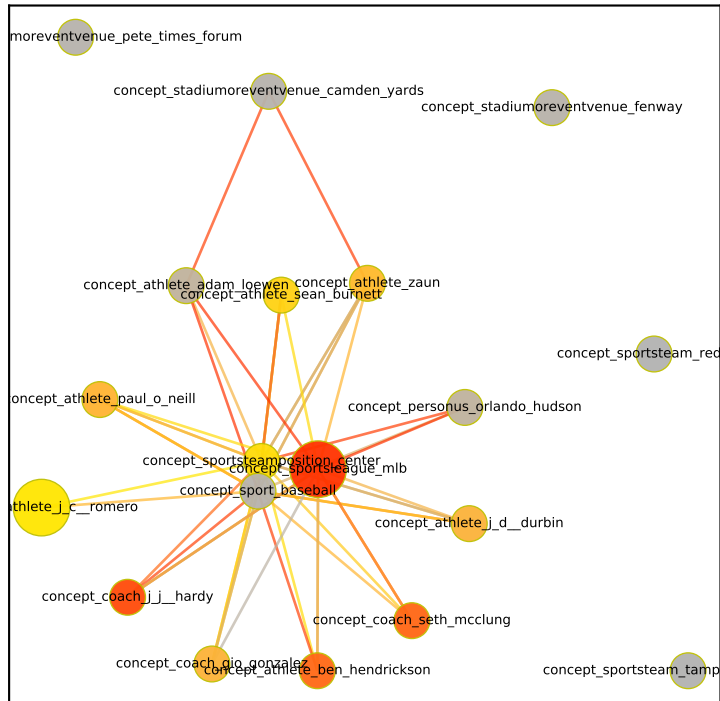 moreventvenue_pete_times_forum
concept_stadiumoreventvenue_camden_yards
concept_stadiumoreventvenue_fenway
concept_athlete_adam_loewen
concept_athlete_zaun
concept_athlete_sean_burnett
concept_sportsteam_red
concept_athlete_paul_o_neill
concept_personus_orlando_hudson
concept_sportsteamposition_center
concept_sportsleague_mlb
concept_sport_baseball
athlete_j_c__romero
concept_athlete_j_d__durbin
concept_coach_j_j__hardy
concept_coach_seth_mcclung
concept_coach_gio_gonzalez
concept_athlete_ben_hendrickson
concept_sportsteam_tamp